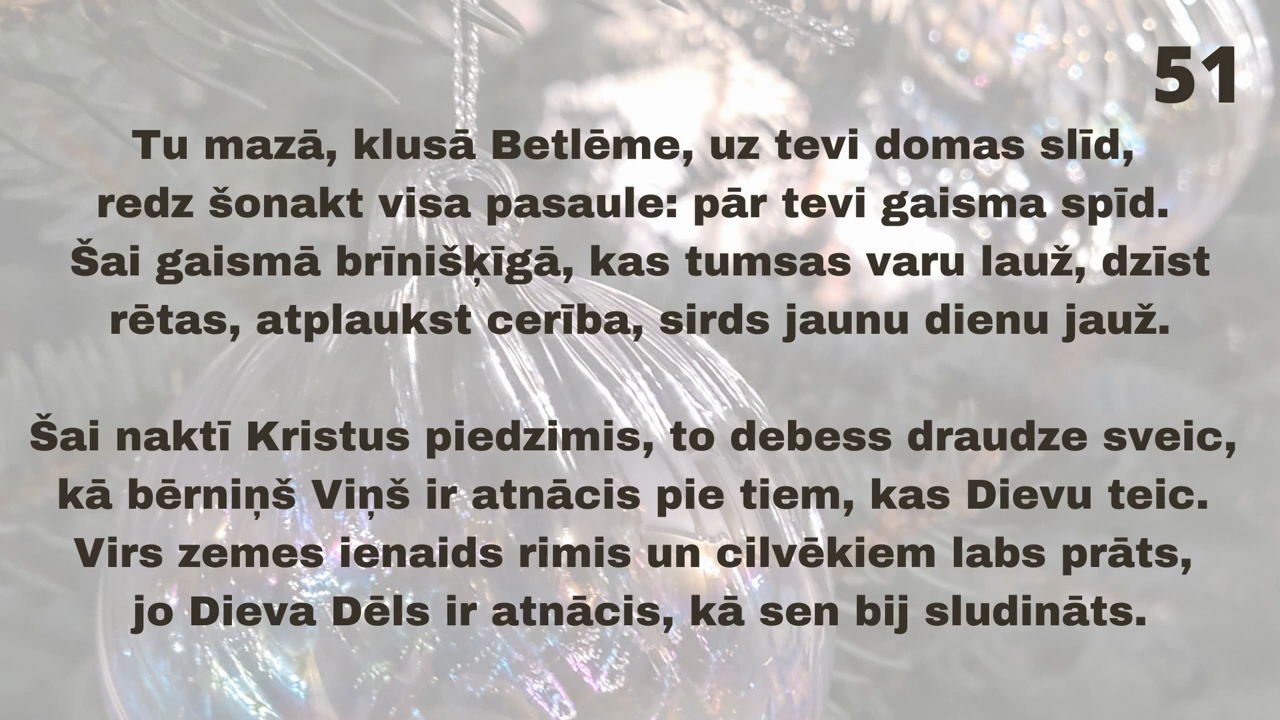 51
Tu mazā, klusā Betlēme, uz tevi domas slīd,
redz šonakt visa pasaule: pār tevi gaisma spīd.
Šai gaismā brīnišķīgā, kas tumsas varu lauž, dzīst
rētas, atplaukst cerība, sirds jaunu dienu jauž.
Šai naktī Kristus piedzimis, to debess draudze sveic,
kā bērniņš Viņš ir atnācis pie tiem, kas Dievu teic.
Virs zemes ienaids rimis un cilvēkiem labs prāts,
jo Dieva Dēls ir atnācis, kā sen bij sludināts.